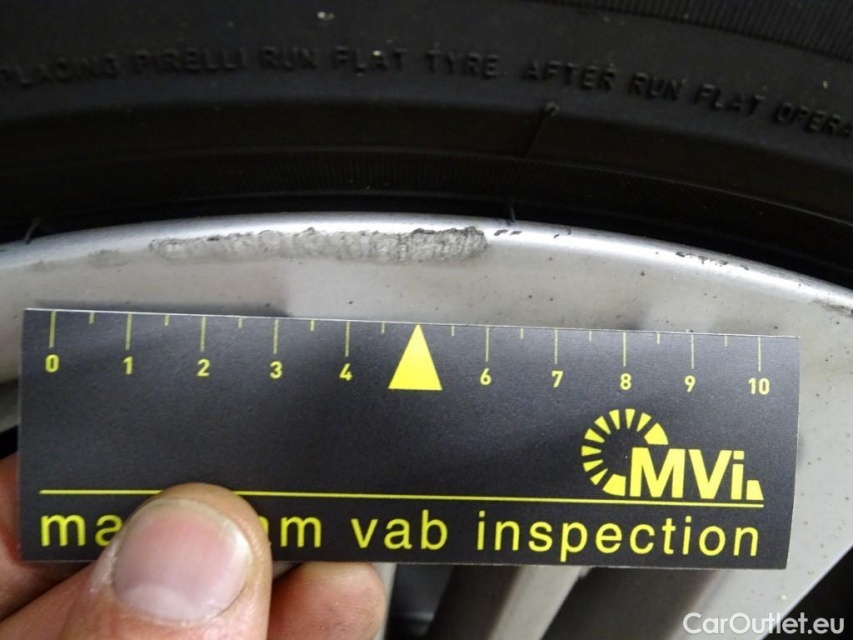 PLACING PIRELLI RUN FLAT TYRE. AFTER RUN FLAT OPERA
0 1 2 3 4 6 7 8 9 10
MVi
vab inspection
CarOutlet.eu